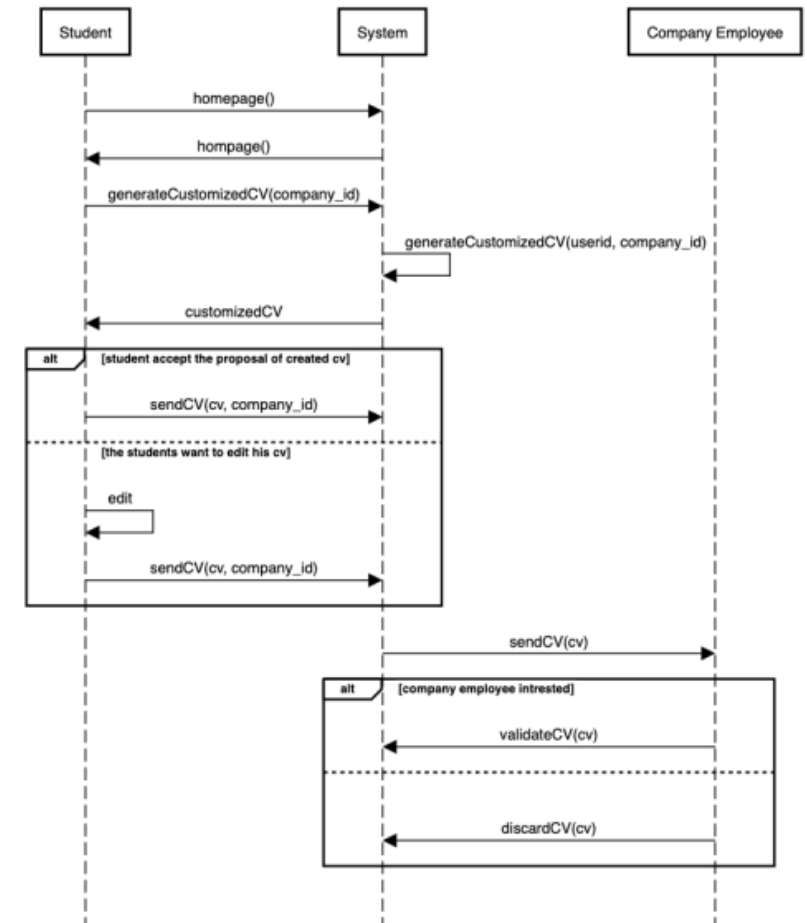 Student
System
Company Employee
homepage()
hompage()
generateCustomizedCV(company_id)
generateCustomizedCV(userid, company_id)
customizedCV
alt
[student accept the proposal of created cv]
sendCV(cv, company_id)
[the students want to edit his cv]
edit
sendCV(cv, company_id)
sendCV(cv)
alt
[company employee intrested]
validateCV(cv)
discardCV(cv)